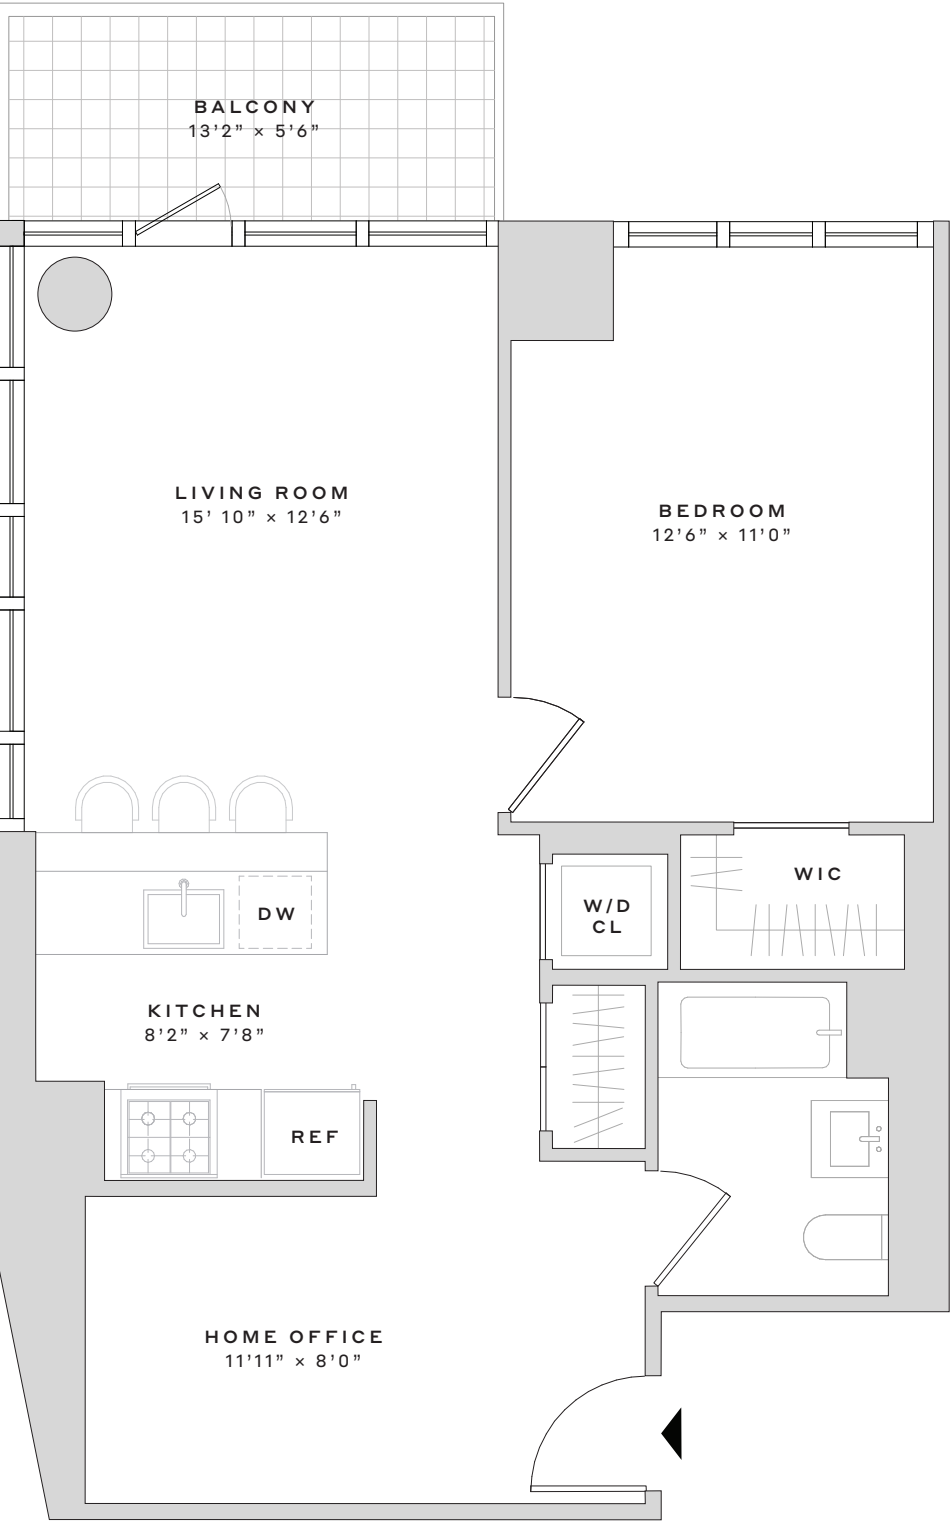 BALCONY
13’2” × 5’6”
LIVING ROOM
15’ 10” × 12’6”
BEDROOM
12’6” × 11’0”
WIC
W/D
CL
DW
KITCHEN
8’2” × 7’8”
REF
HOME OFFICE
11’11” × 8’0”